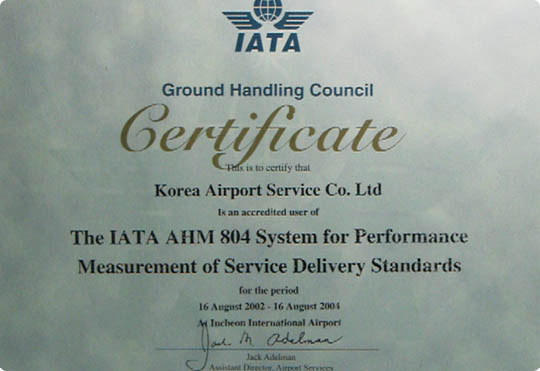 IATA
Ground Handling Council
Certificate
This is to certify that
Korea Airport Service Co. Ltd
Is an accredited user of
The IATA AHM 804 System for Performance
Measurement of Service Delivery Standards
for the period
16 August 2002 - 16 August 2004
At Incheon International Airport
Jack M Adelman
Jack Adelman
Assistant Director, Airport Services